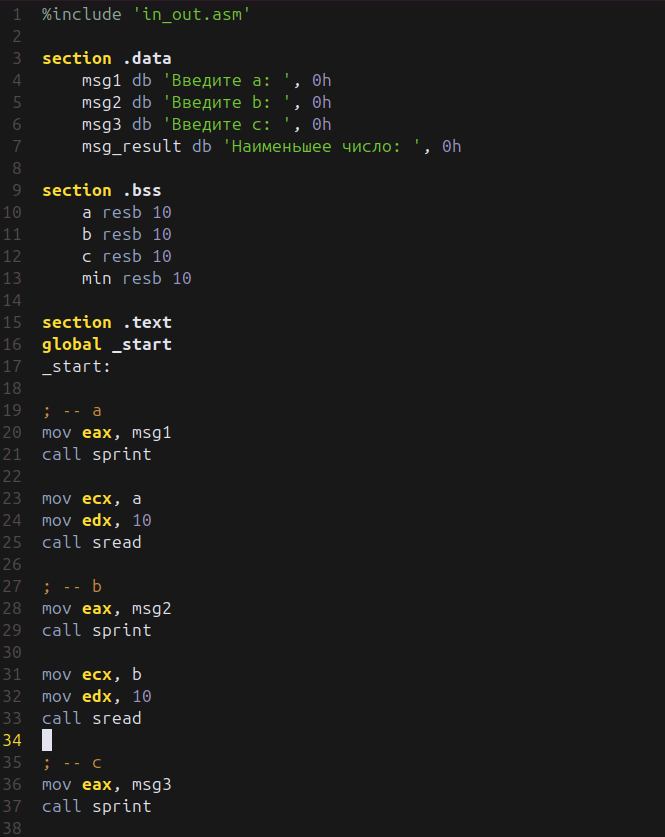 1 %include 'in_out.asm'
2
3 section .data
4     msg1 db 'Введите a: ', 0h
5     msg2 db 'Введите b: ', 0h
6     msg3 db 'Введите c: ', 0h
7     msg_result db 'Наименьшее число: ', 0h
8
9 section .bss
10     a resb 10
11     b resb 10
12     c resb 10
13     min resb 10
14
15 section .text
16 global _start
17 _start:
18
19 ; -- a
20 mov eax, msg1
21 call sprint
22
23 mov ecx, a
24 mov edx, 10
25 call sread
26
27 ; -- b
28 mov eax, msg2
29 call sprint
30
31 mov ecx, b
32 mov edx, 10
33 call sread
34
35 ; -- c
36 mov eax, msg3
37 call sprint
38